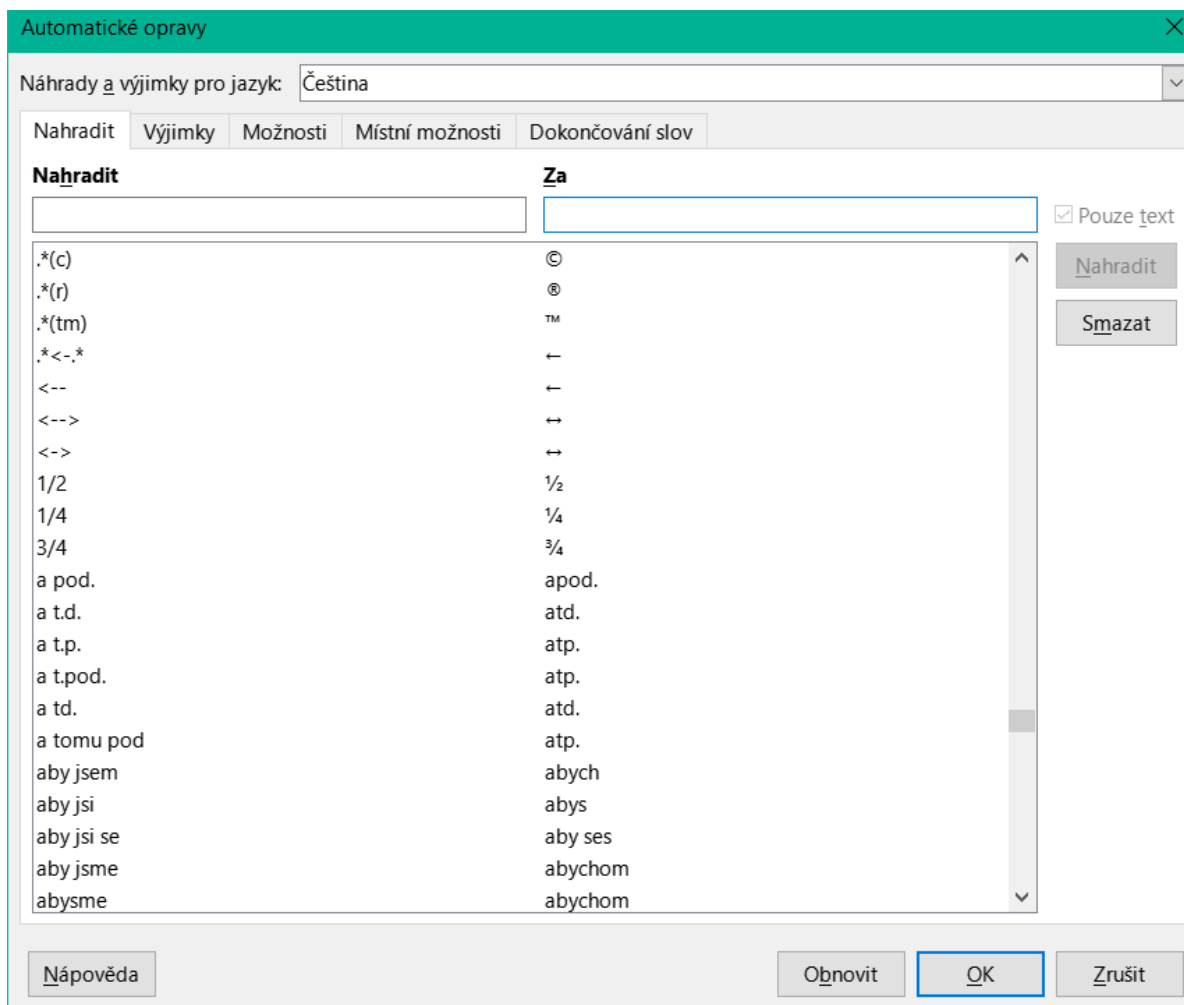 Automatické opravy
Náhrady a výjimky pro jazyk: Čeština
Nahradit Výjimky Možnosti Místní možnosti Dokončování slov
Nahradit Za
Pouze text
.*(c) ©
Nahradit
.*(r) ®
.*(tm) ™
Smazat
.*<-.* ←
<-- ←
<--> ↔
<-> ↔
1/2 ½
1/4 ¼
3/4 ¾
a pod. apod.
a t.d. atd.
a t.p. atp.
a t.pod. atp.
a td. atd.
a tomu pod atp.
aby jsem abych
aby jsi abys
aby jsi se aby ses
aby jsme abychom
abysme abychom
Nápověda Obnovit OK Zrušit